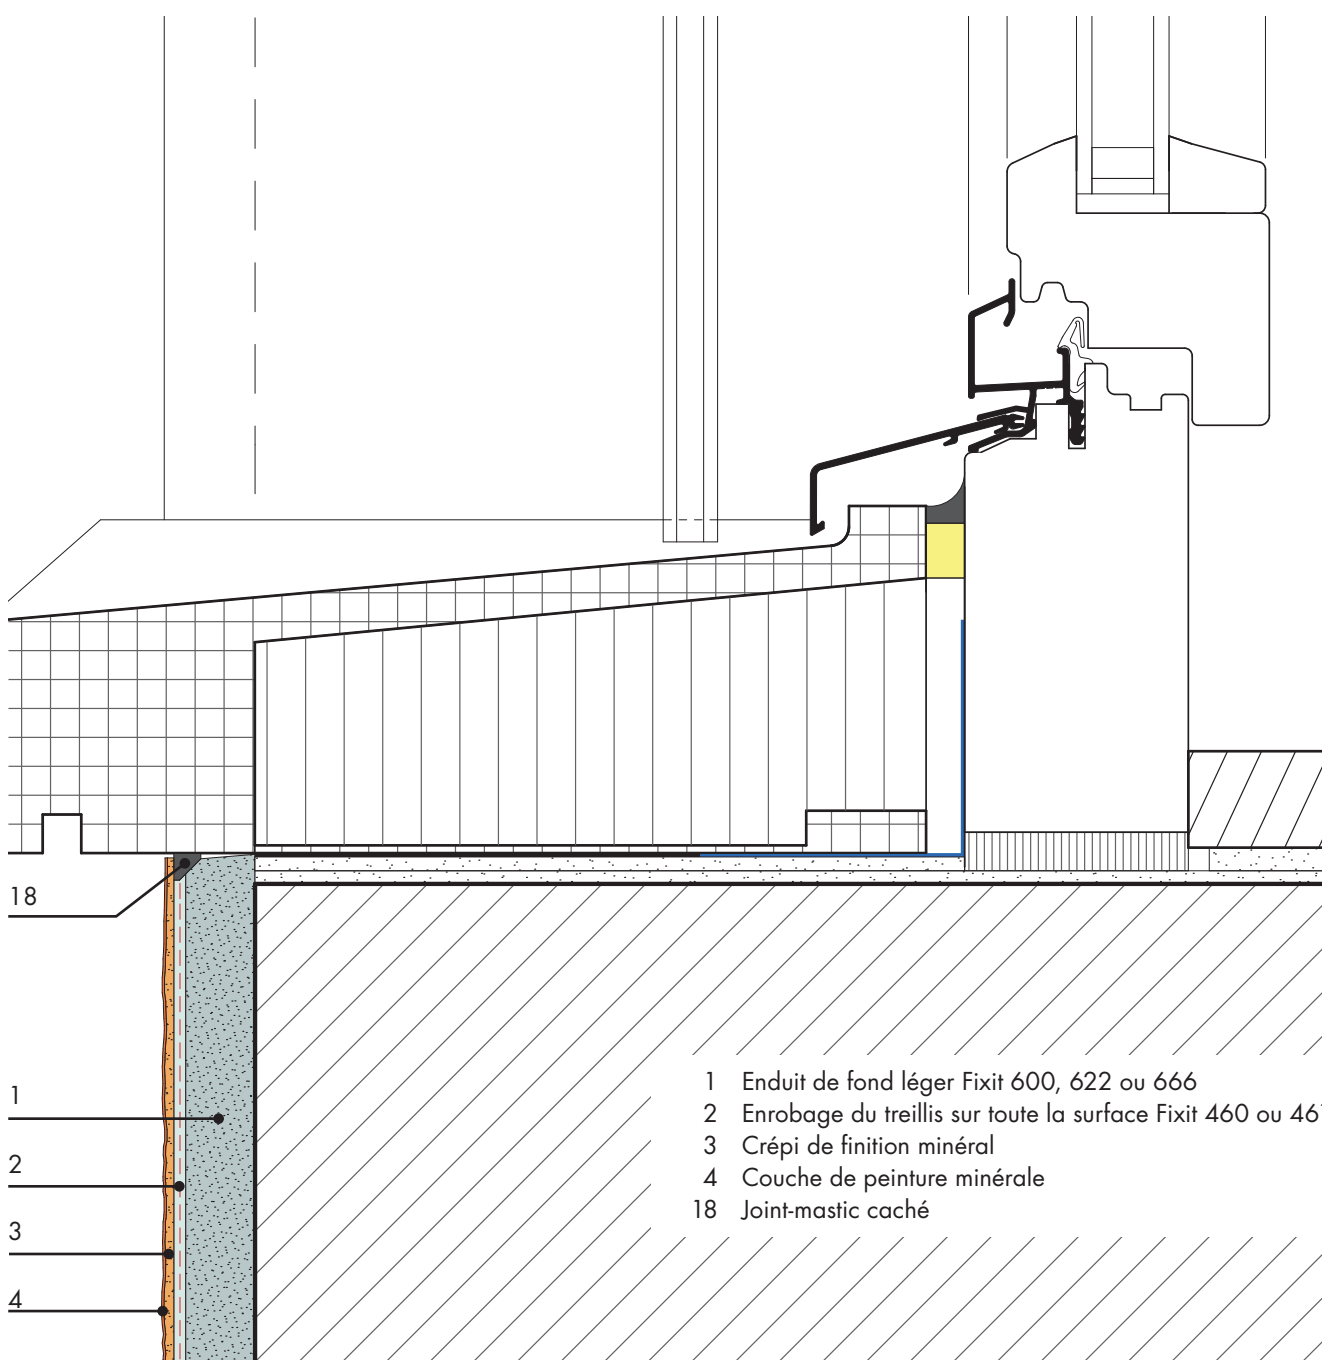 18
1
2
3
4
1 Enduit de fond léger Fixit 600, 622 ou 666
2 Enrobage du treillis sur toute la surface Fixit 460 ou
3 Crépi de finition minéral
4 Couche de peinture minérale
18 Joint-mastic caché